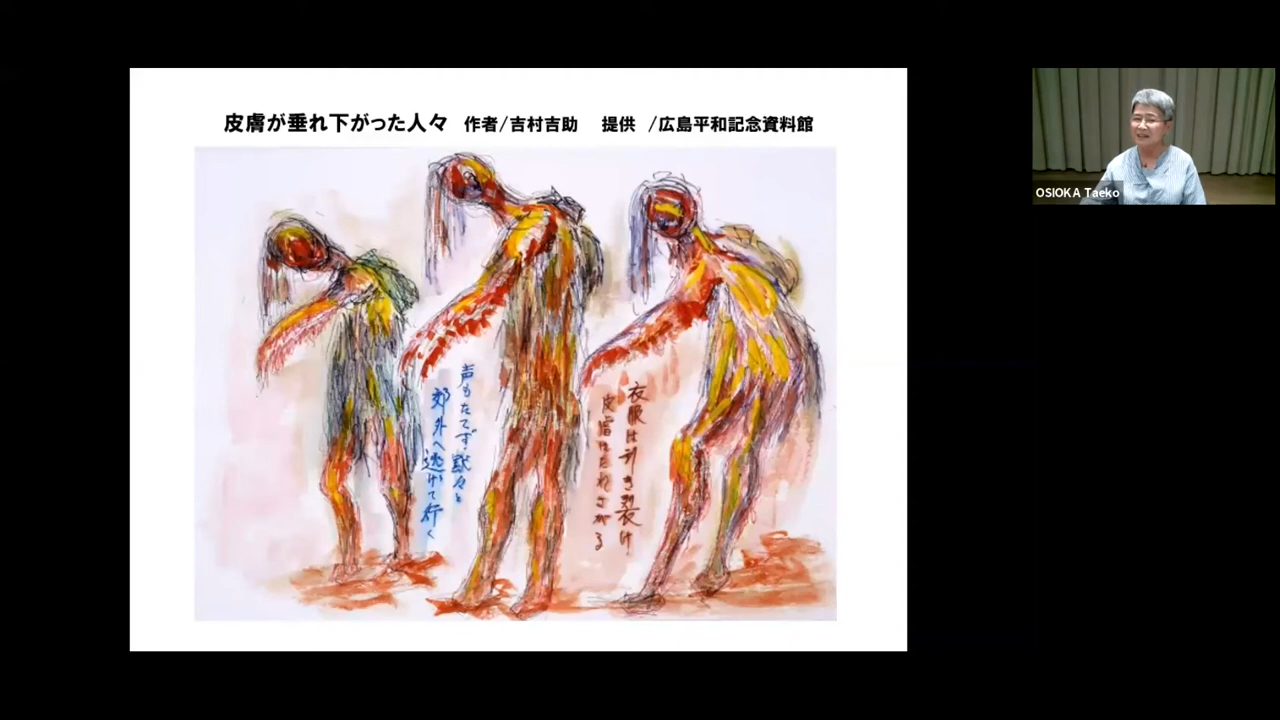 皮膚が垂れ下がった人々 作者/吉村吉助 提供 /広島平和記念資料館
OSIOKA Taeko
衣服は引き裂け
皮膚はたれさがる
声もたてず・黙々と
郊外へ逃げて行く